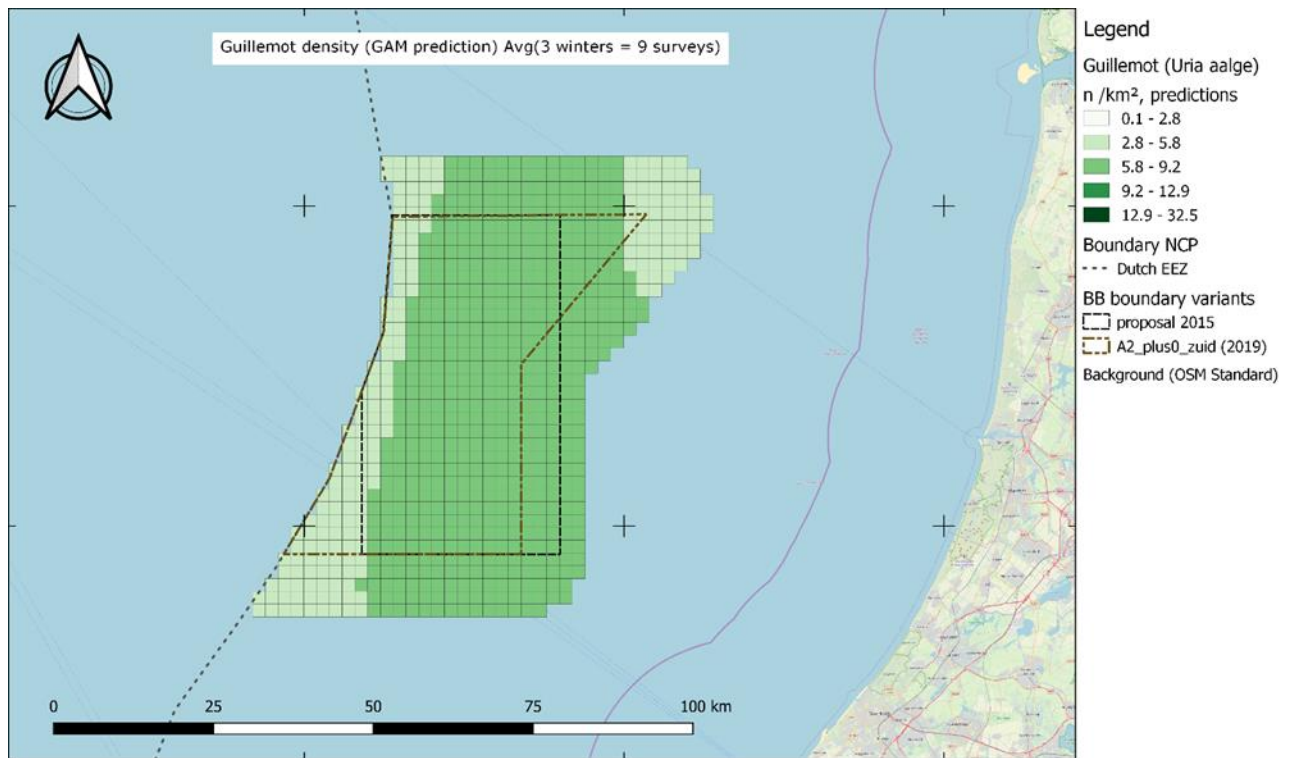 Guillemot density (GAM prediction) Avg(3 winters = 9 surveys)
Legend
Guillemot (Uria aalge)
n /km², predictions
0.1 - 2.8
2.8 - 5.8
5.8 - 9.2
9.2 - 12.9
12.9 - 32.5
Boundary NCP
Dutch EEZ
BB boundary variants
proposal 2015
A2_plus0_zuid (2019)
Background (OSM Standard)
0 25 50 75 100 km